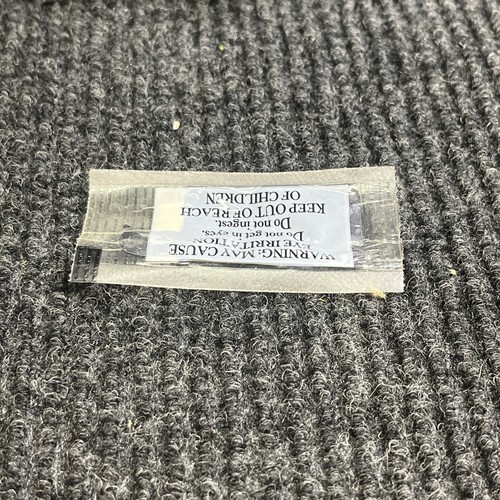 WARNING: MAY CAUSE
EYE IRRITATION
Do not get in eyes.
Do not ingest.
KEEP OUT OF REACH
OF CHILDREN